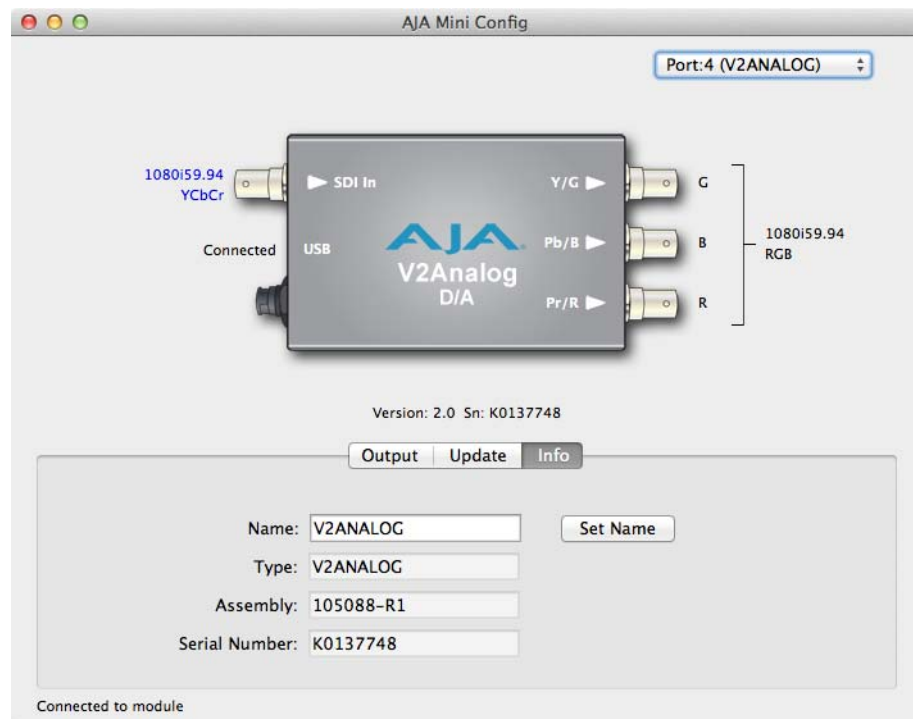 AJA Mini Config
Port:4 (V2ANALOG)
1080i59.94
YCbCr
SDI In
Y/G
G
Connected
USB
AJA
Pb/B
B
1080i59.94
RGB
V2Analog
D/A
Pr/R
R
Version: 2.0 Sn: K0137748
Output
Update
Info
Name: V2ANALOG
Set Name
Type: V2ANALOG
Assembly: 105088-R1
Serial Number: K0137748
Connected to module